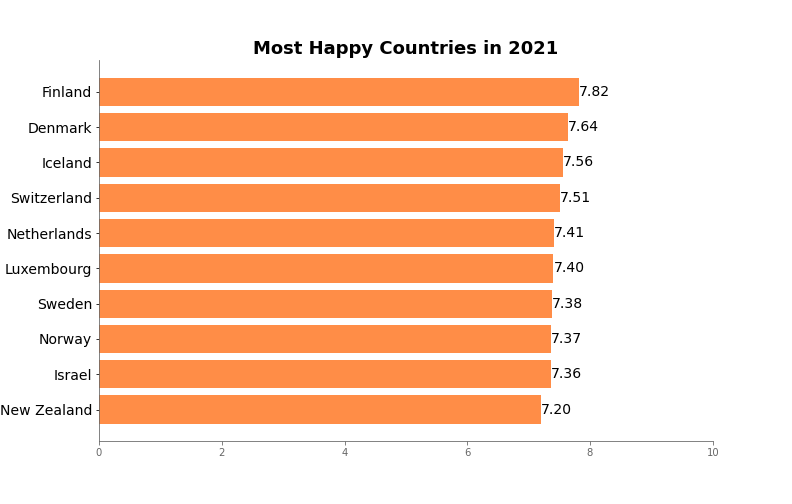 Most Happy Countries in 2021
Finland 7.82
Denmark 7.64
Iceland 7.56
Switzerland 7.51
Netherlands 7.41
Luxembourg 7.40
Sweden 7.38
Norway 7.37
Israel 7.36
New Zealand 7.20
0 2 4 6 8 10